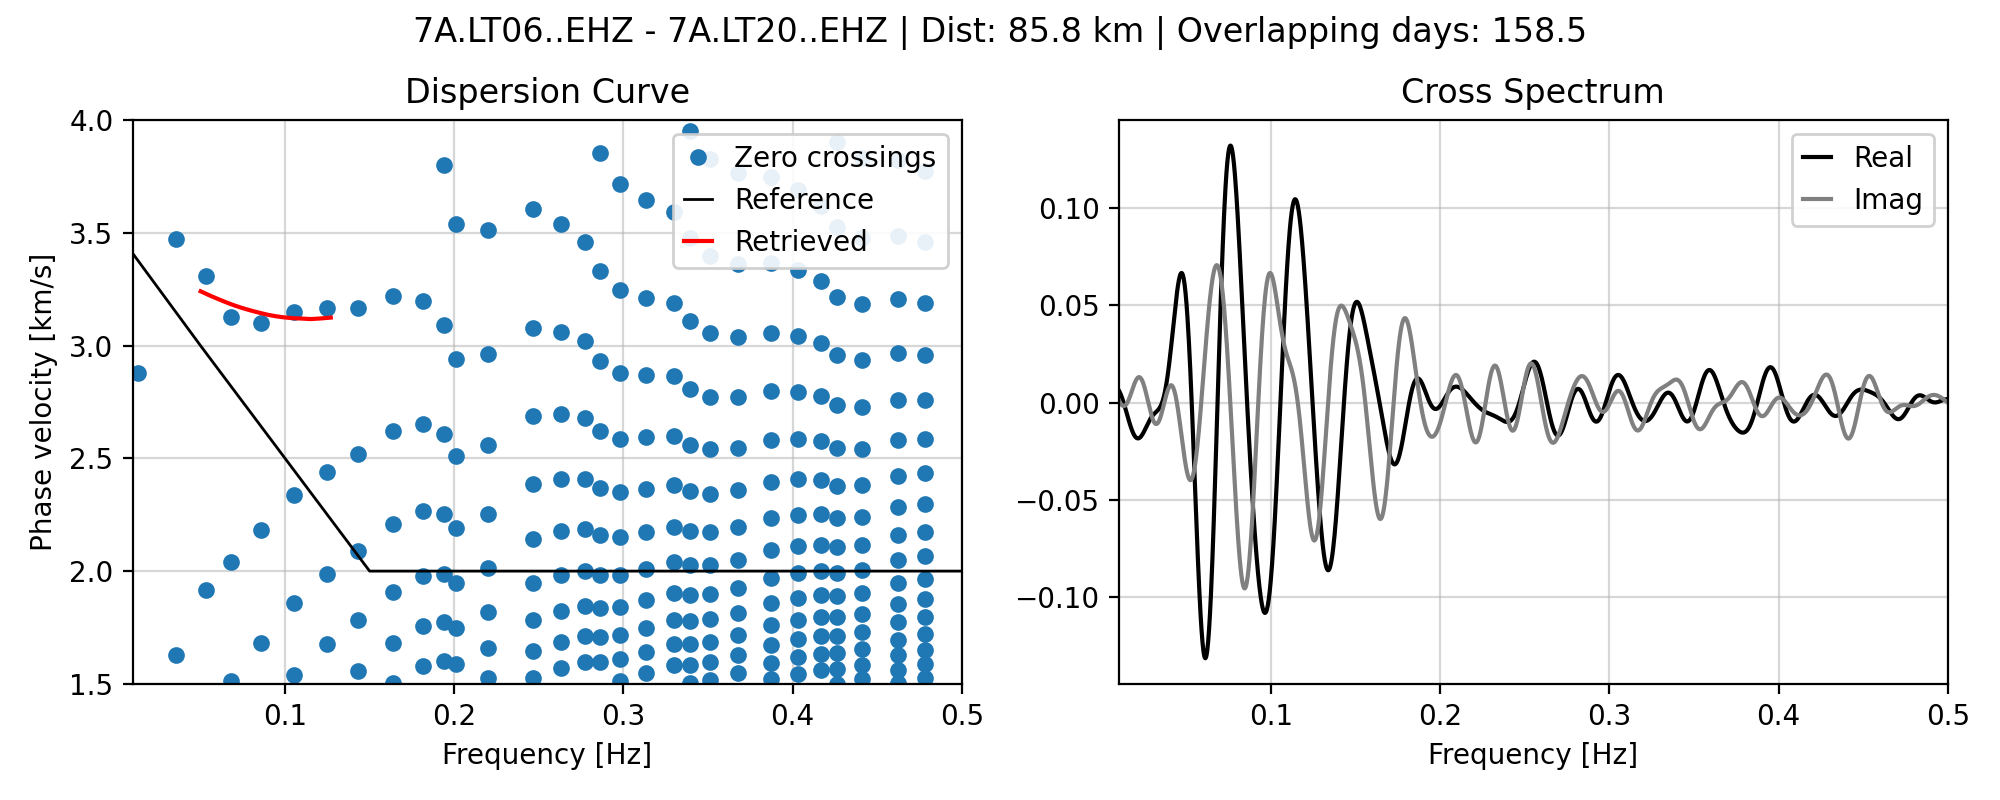 7A.LT06..EHZ - 7A.LT20..EHZ | Dist: 85.8 km | Overlapping days: 158.5
Dispersion Curve
Phase velocity [km/s]
4.0
3.5
3.0
2.5
2.0
1.5
0.1
0.2
0.3
0.4
0.5
Frequency [Hz]
Zero crossings
Reference
Retrieved
Cross Spectrum
0.10
0.05
0.00
−0.05
−0.10
0.1
0.2
0.3
0.4
0.5
Frequency [Hz]
Real
Imag